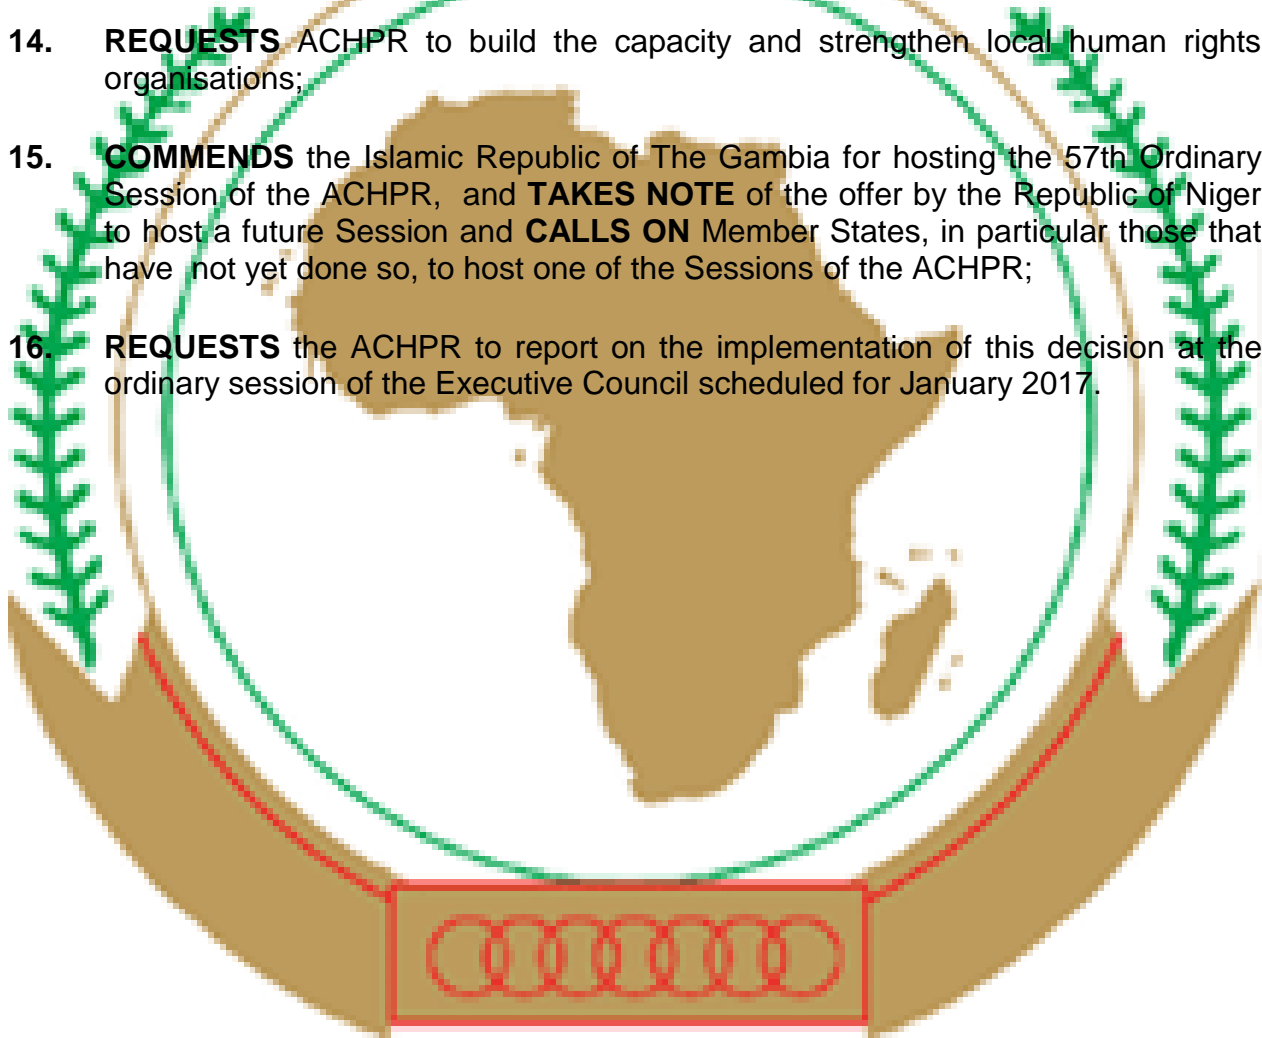 14. REQUESTS ACHPR to build the capacity and strengthen local human rights
organisations;
15. COMMENDS the Islamic Republic of The Gambia for hosting the 57th Ordinary
Session of the ACHPR, and TAKES NOTE of the offer by the Republic of Niger
to host a future Session and CALLS ON Member States, in particular those that
have not yet done so, to host one of the Sessions of the ACHPR;
16. REQUESTS the ACHPR to report on the implementation of this decision at the
ordinary session of the Executive Council scheduled for January 2017.